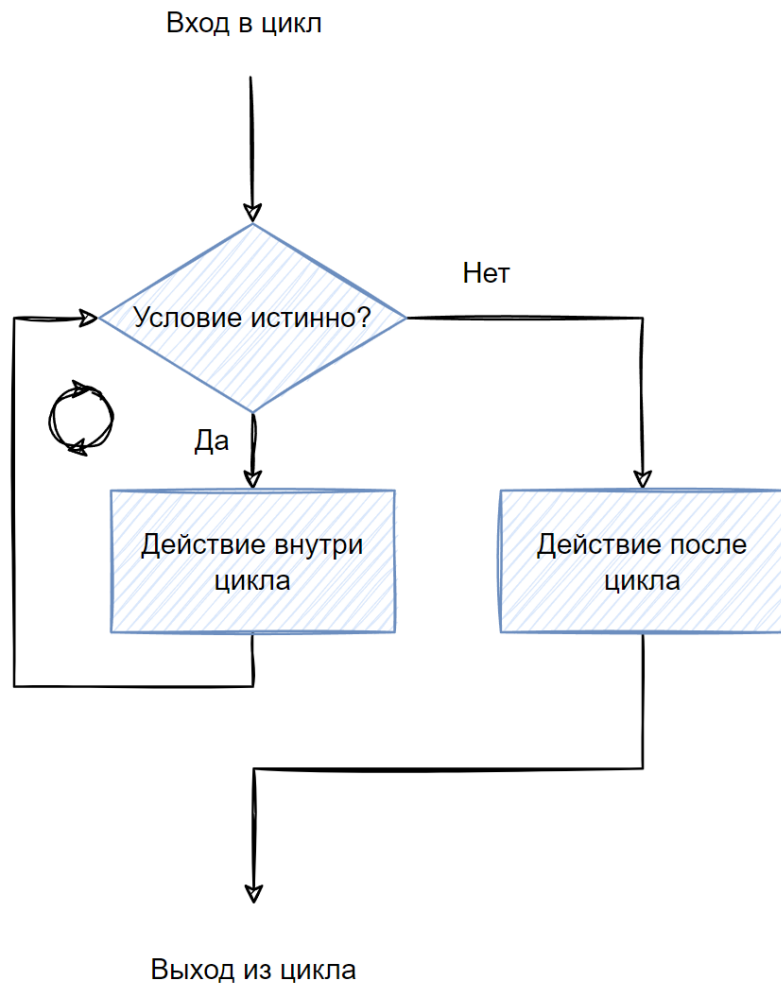 Вход в цикл
Условие истинно?
Нет
Да
Действие внутри
цикла
Действие после
цикла
Выход из цикла